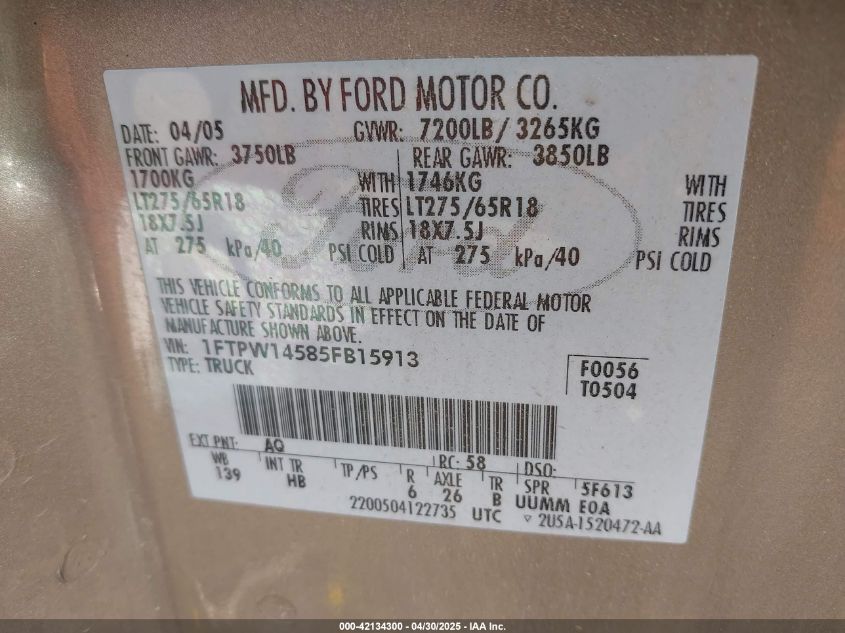 MFD. BY FORD MOTOR CO.
DATE: 04/05 GVWR: 7200LB/ 3265KG
FRONT GAWR: 3750LB REAR GAWR: 3850LB
1700KG WITH 1746KG WITH
LT275/65R18 TIRES LT275/65R18 TIRES
18X7.5J RIMS 18X7.5J RIMS
AT 275 kPa/40 PSI COLD AT 275 kPa/40 PSI COLD
Ford
THIS VEHICLE CONFORMS TO ALL APPLICABLE FEDERAL MOTOR
VEHICLE SAFETY STANDARDS IN EFFECT ON THE DATE OF
MANUFACTURE SHOWN ABOVE.
VIN: 1FTPW14585FB15913
TYPE: TRUCK
F0056
T0504
EXT PNT: AQ RC: 58 DSO:
WB INT TR TP/PS R AXLE TR SPR 5F613
139 HB 6 26 B UUMM EOA
2200504122735 UTC ▽ 2U5A-1520472-AA
000-42134300 - 04/30/2025 - IAA Inc.